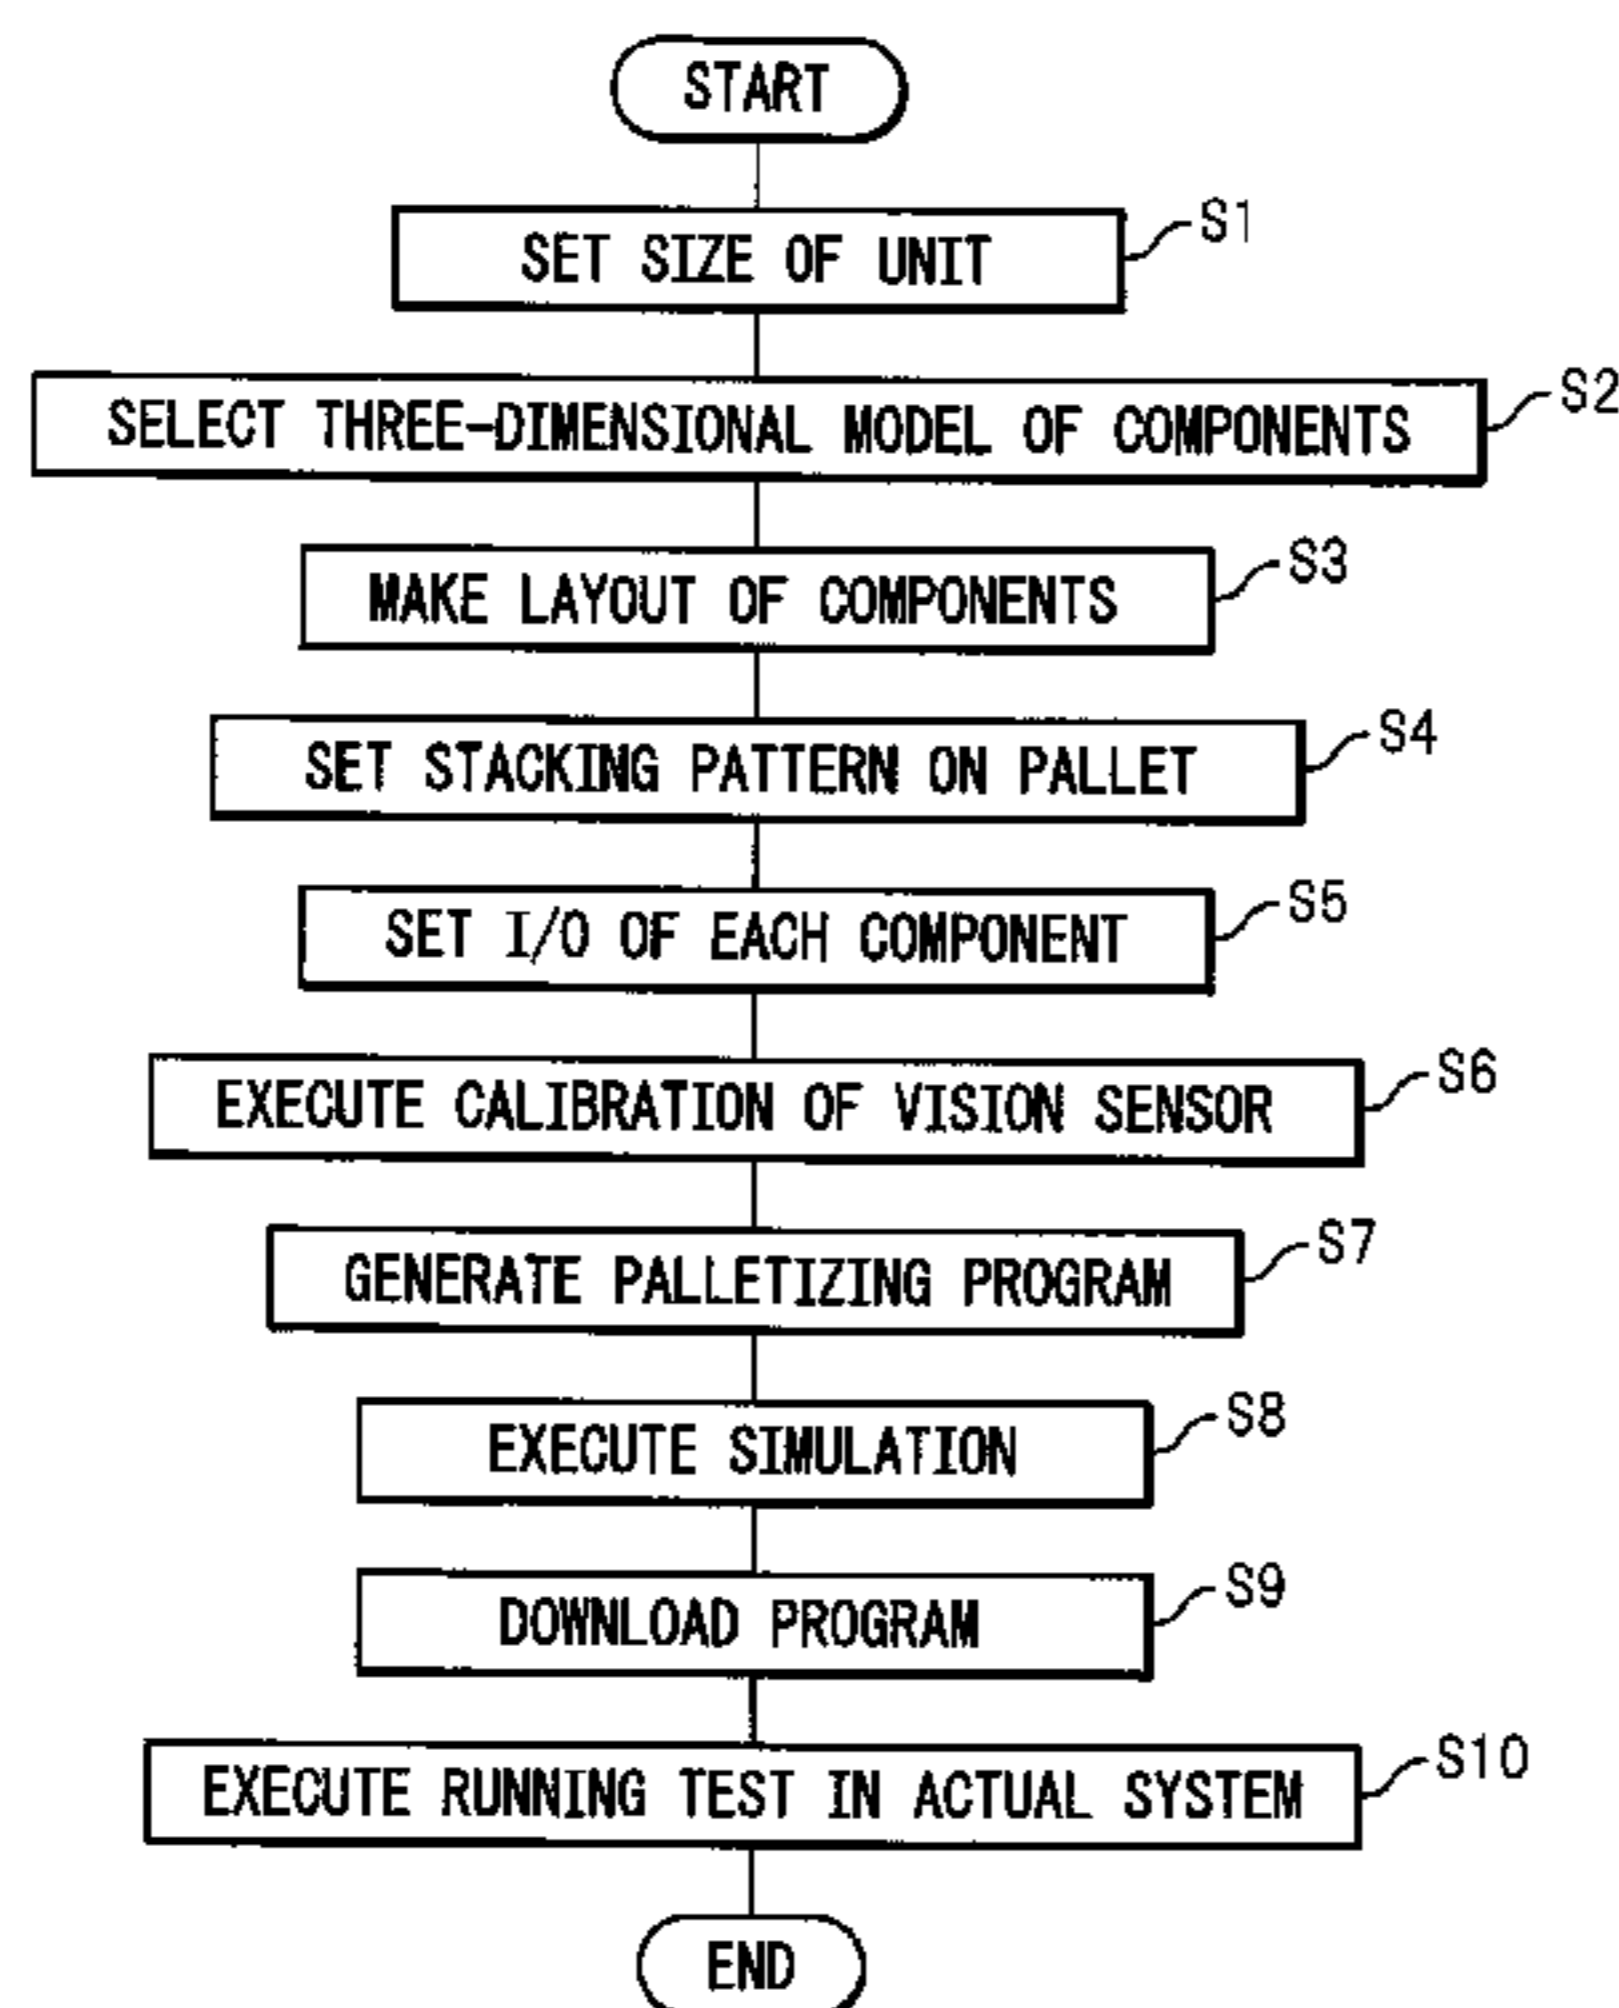 START
SET SIZE OF UNIT
S1
SELECT THREE-DIMENSIONAL MODEL OF COMPONENTS
S2
MAKE LAYOUT OF COMPONENTS
S3
SET STACKING PATTERN ON PALLET
S4
SET I/O OF EACH COMPONENT
S5
EXECUTE CALIBRATION OF VISION SENSOR
S6
GENERATE PALLETIZING PROGRAM
S7
EXECUTE SIMULATION
S8
DOWNLOAD PROGRAM
S9
EXECUTE RUNNING TEST IN ACTUAL SYSTEM
S10
END